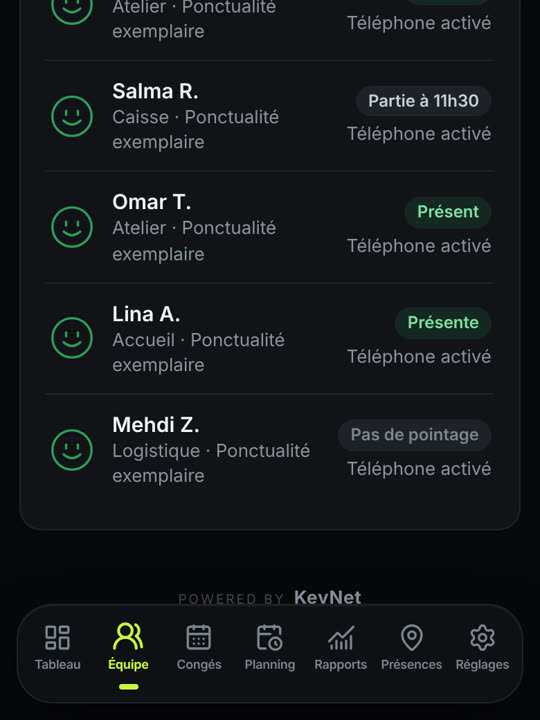 Atelier · Ponctualité
exemplaire
Téléphone activé
Salma R.
Partie à 11h30
Caisse · Ponctualité
exemplaire
Téléphone activé
Omar T.
Présent
Atelier · Ponctualité
exemplaire
Téléphone activé
Lina A.
Présente
Accueil · Ponctualité
exemplaire
Téléphone activé
Mehdi Z.
Pas de pointage
Logistique · Ponctualité
exemplaire
Téléphone activé
POWERED BY KeyNet
Tableau
Équipe
Congés
Planning
Rapports
Présences
Réglages